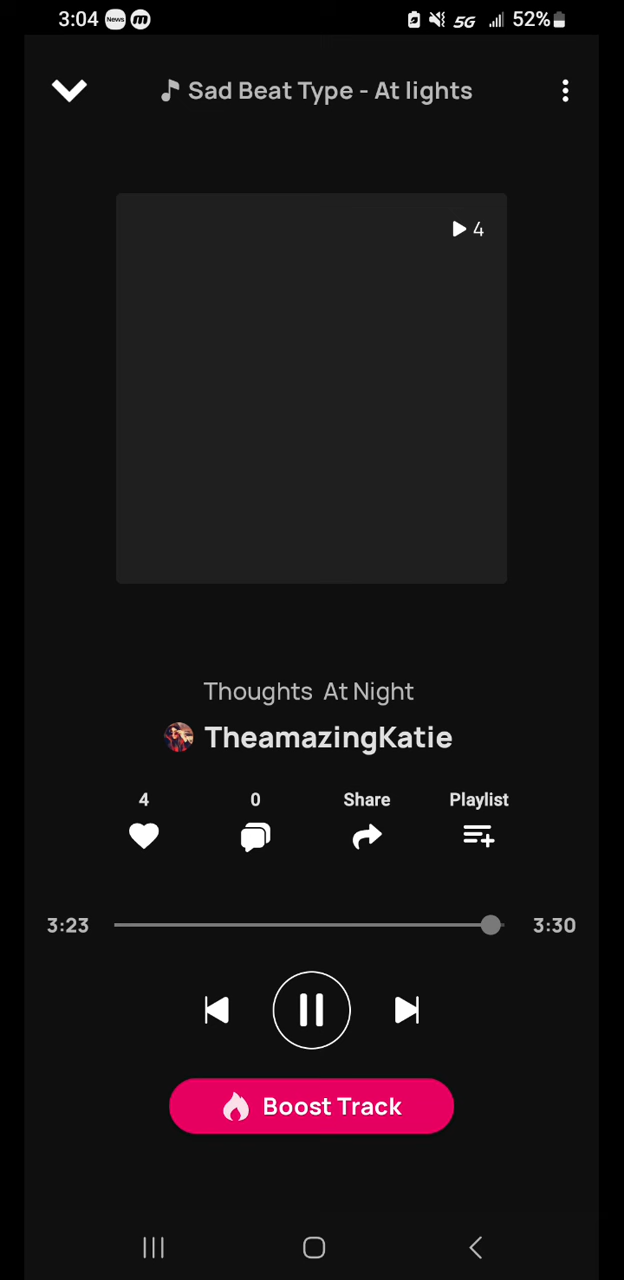 3:04 News m 5G 52%
Sad Beat Type - At lights
4
Thoughts At Night
TheamazingKatie
4 0 Share Playlist
3:23 3:30
Boost Track